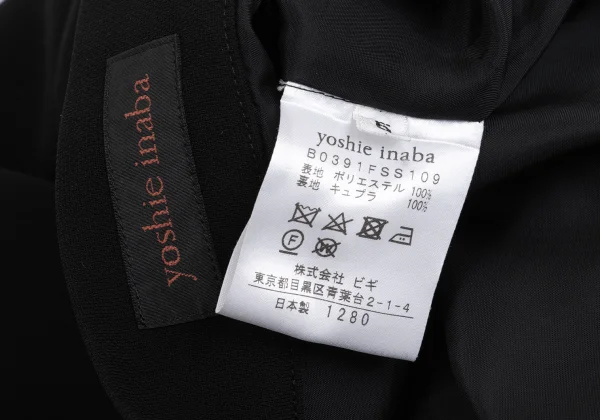 yoshie inaba
yoshie inaba
B0391FSS109
表地 ポリエステル 100%
裏地 キュプラ 100%
F
株式会社 ビギ
東京都目黒区青葉台2-1-4
日本製 1280